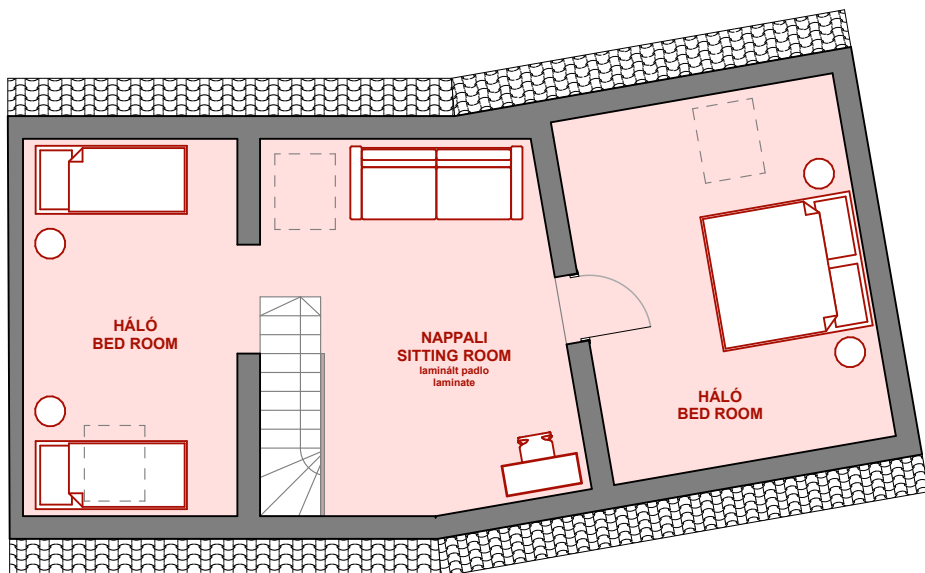 HÁLÓ
BED ROOM
NAPPALI
SITTING ROOM
laminált padlo
laminate
HÁLÓ
BED ROOM